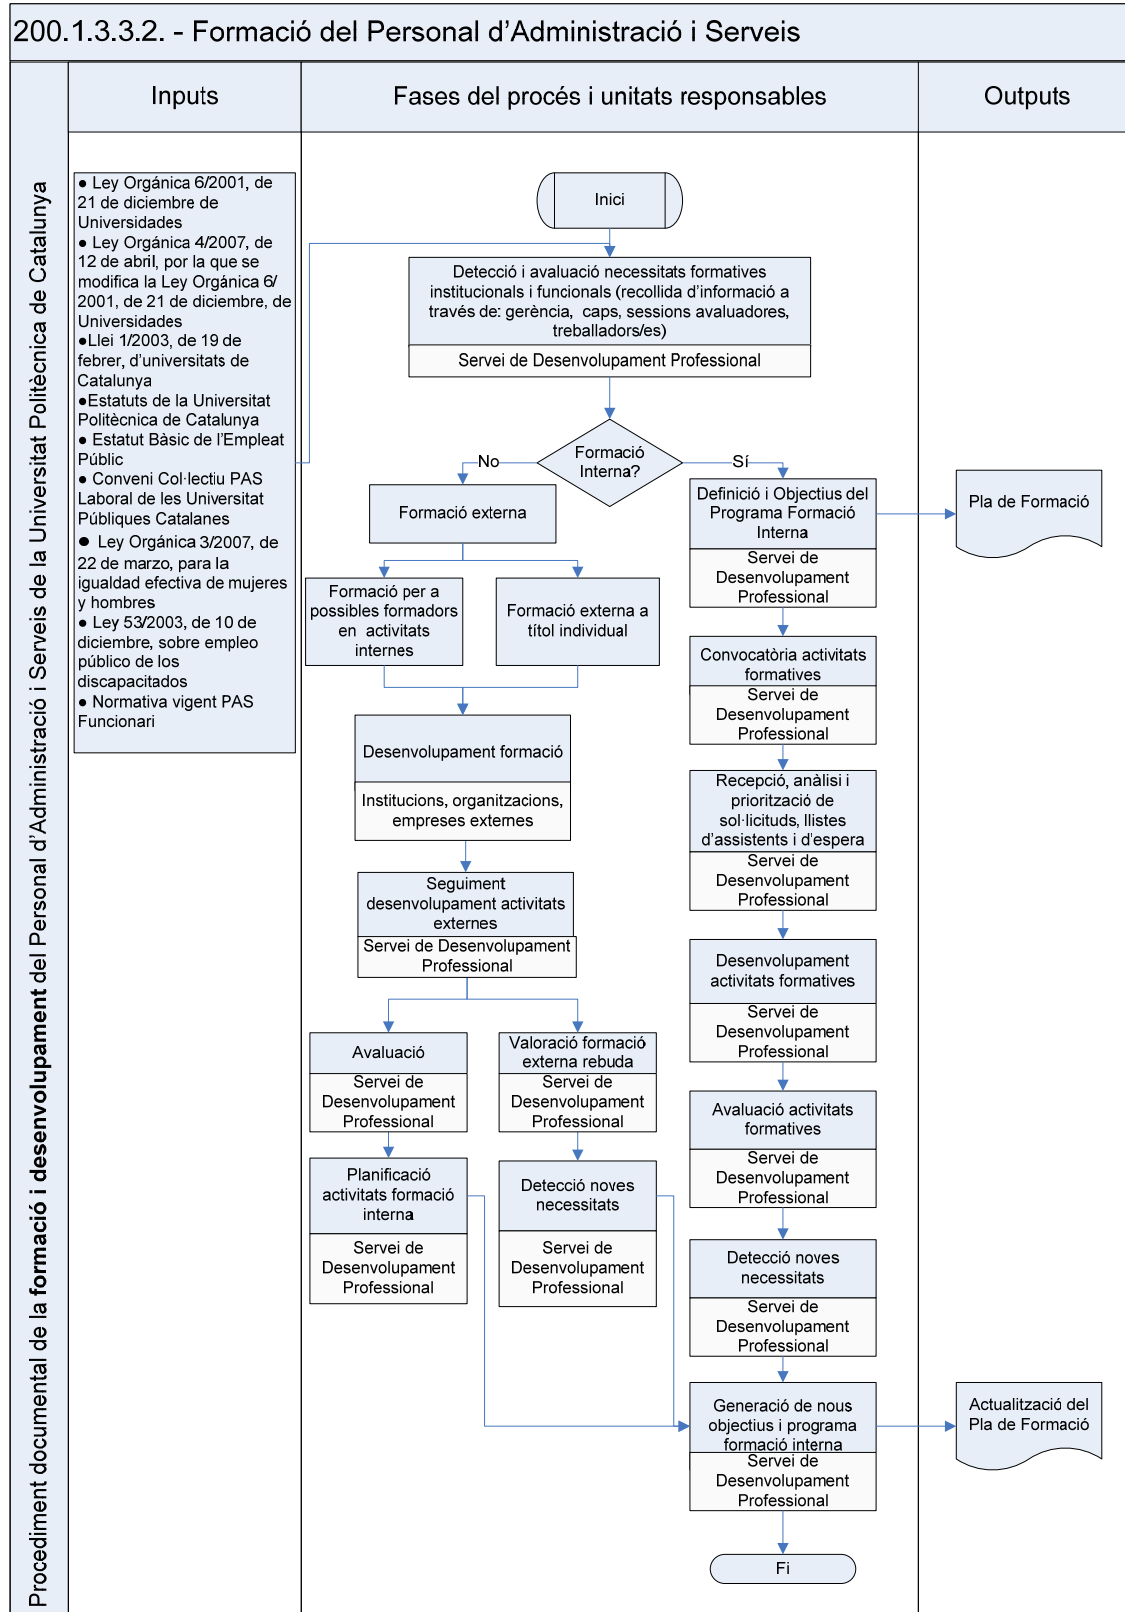 200.1.3.3.2. - Formació del Personal d'Administració i Serveis
Procediment documental de la formació i desenvolupament del Personal d'Administració i Serveis de la Universitat Politècnica de Catalunya
Inputs
Fases del procés i unitats responsables
Outputs
● Ley Orgánica 6/2001, de
21 de diciembre de
Universidades
● Ley Orgánica 4/2007, de
12 de abril, por la que se
modifica la Ley Orgánica 6/
2001, de 21 de diciembre, de
Universidades
●Llei 1/2003, de 19 de
febrer, d'universitats de
Catalunya
●Estatuts de la Universitat
Politècnica de Catalunya
● Estatut Bàsic de l'Empleat
Públic
● Conveni Col·lectiu PAS
Laboral de les Universitat
Públiques Catalanes
● Ley Orgánica 3/2007, de
22 de marzo, para la
igualdad efectiva de mujeres
y hombres
● Ley 53/2003, de 10 de
diciembre, sobre empleo
público de los
discapacitados
● Normativa vigent PAS
Funcionari
Inici
Detecció i avaluació necessitats formatives
institucionals i funcionals (recollida d'informació a
través de: gerència, caps, sessions avaluadores,
treballadors/es)
Servei de Desenvolupament Professional
Formació
Interna?
No
Sí
Formació externa
Formació per a
possibles formadors
en activitats
internes
Formació externa a
títol individual
Desenvolupament formació
Institucions, organitzacions,
empreses externes
Seguiment
desenvolupament activitats
externes
Servei de Desenvolupament
Professional
Avaluació
Servei de
Desenvolupament
Professional
Valoració formació
externa rebuda
Servei de
Desenvolupament
Professional
Planificació
activitats formació
interna
Servei de
Desenvolupament
Professional
Detecció noves
necessitats
Servei de
Desenvolupament
Professional
Definició i Objectius del
Programa Formació
Interna
Servei de
Desenvolupament
Professional
Convocatòria activitats
formatives
Servei de
Desenvolupament
Professional
Recepció, anàlisi i
priorització de
sol·licituds, llistes
d'assistents i d'espera
Servei de
Desenvolupament
Professional
Desenvolupament
activitats formatives
Servei de
Desenvolupament
Professional
Avaluació activitats
formatives
Servei de
Desenvolupament
Professional
Detecció noves
necessitats
Servei de
Desenvolupament
Professional
Generació de nous
objectius i programa
formació interna
Servei de
Desenvolupament
Professional
Fi
Pla de Formació
Actualització del
Pla de Formació